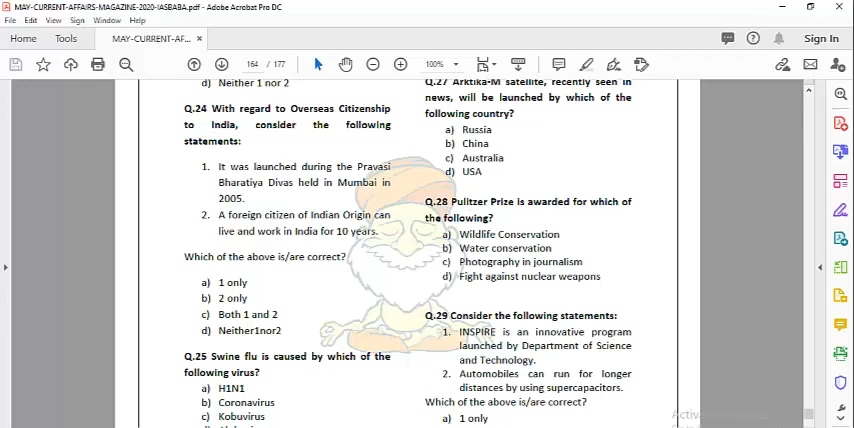 MAY-CURRENT-AFFAIRS-MAGAZINE-2020-IASBABA.pdf - Adobe Acrobat Pro DC
File Edit View Sign Window Help
Home Tools MAY-CURRENT-AF... × Sign In
164 / 177 100%
d) Neither 1 nor 2
Q.24 With regard to Overseas Citizenship
to India, consider the following
statements:
1. It was launched during the Pravasi
Bharatiya Divas held in Mumbai in
2005.
2. A foreign citizen of Indian Origin can
live and work in India for 10 years.
Which of the above is/are correct?
a) 1 only
b) 2 only
c) Both 1 and 2
d) Neither1nor2
Q.25 Swine flu is caused by which of the
following virus?
a) H1N1
b) Coronavirus
c) Kobuvirus
Q.27 Arktika-M satellite, recently seen in
news, will be launched by which of the
following country?
a) Russia
b) China
c) Australia
d) USA
Q.28 Pulitzer Prize is awarded for which of
the following?
a) Wildlife Conservation
b) Water conservation
c) Photography in journalism
d) Fight against nuclear weapons
Q.29 Consider the following statements:
1. INSPIRE is an innovative program
launched by Department of Science
and Technology.
2. Automobiles can run for longer
distances by using supercapacitors.
Which of the above is/are correct?
a) 1 only